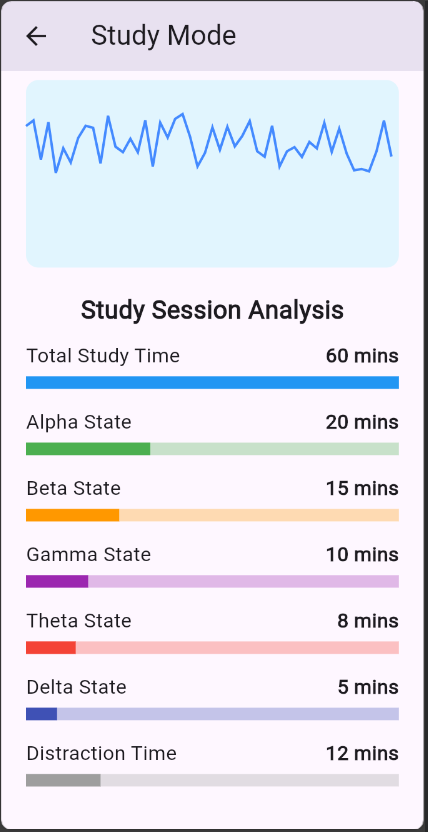 Study Mode
Study Session Analysis
Total Study Time 60 mins
Alpha State 20 mins
Beta State 15 mins
Gamma State 10 mins
Theta State 8 mins
Delta State 5 mins
Distraction Time 12 mins